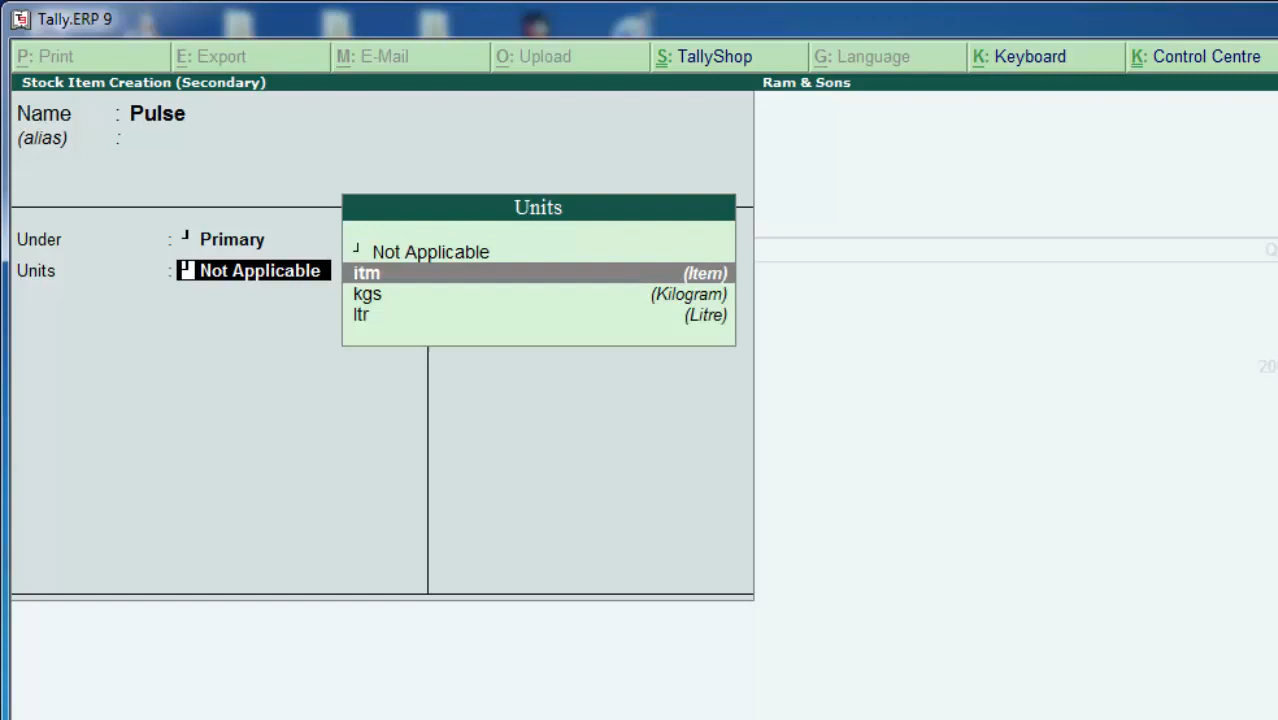 Tally.ERP 9
P: Print E: Export M: E-Mail O: Upload S: TallyShop G: Language K: Keyboard K: Control Centre
Stock Item Creation (Secondary) Ram & Sons
Name : Pulse
(alias) :
Units
Not Applicable
itm (Item)
kgs (Kilogram)
ltr (Litre)
Under : Primary
Units : Not Applicable